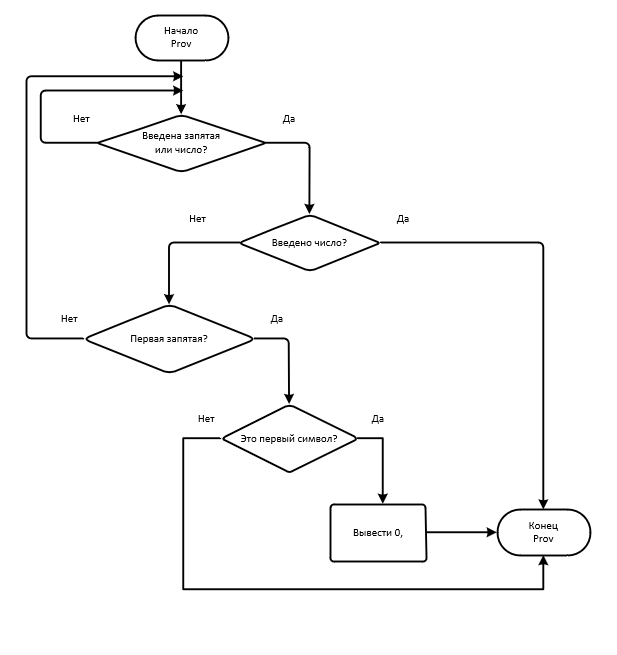 Начало
Prov
Нет
Да
Введена запятая
или число?
Нет
Да
Введено число?
Нет
Да
Первая запятая?
Нет
Да
Это первый символ?
Вывести 0,
Конец
Prov